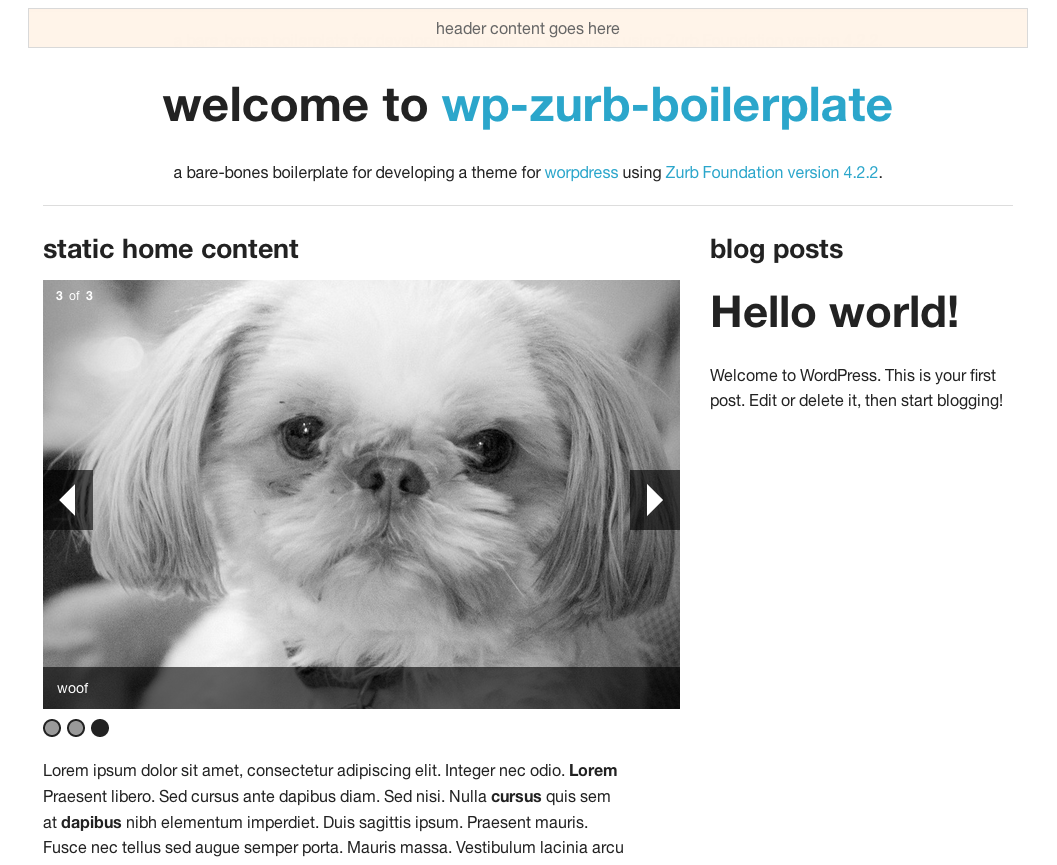 header content goes here
welcome to wp-zurb-boilerplate
a bare-bones boilerplate for developing a theme for worpdress using Zurb Foundation version 4.2.2.
static home content
3 of 3
woof
Lorem ipsum dolor sit amet, consectetur adipiscing elit. Integer nec odio. Lorem
Praesent libero. Sed cursus ante dapibus diam. Sed nisi. Nulla cursus quis sem
at dapibus nibh elementum imperdiet. Duis sagittis ipsum. Praesent mauris.
Fusce nec tellus sed augue semper porta. Mauris massa. Vestibulum lacinia arcu
blog posts
Hello world!
Welcome to WordPress. This is your first
post. Edit or delete it, then start blogging!